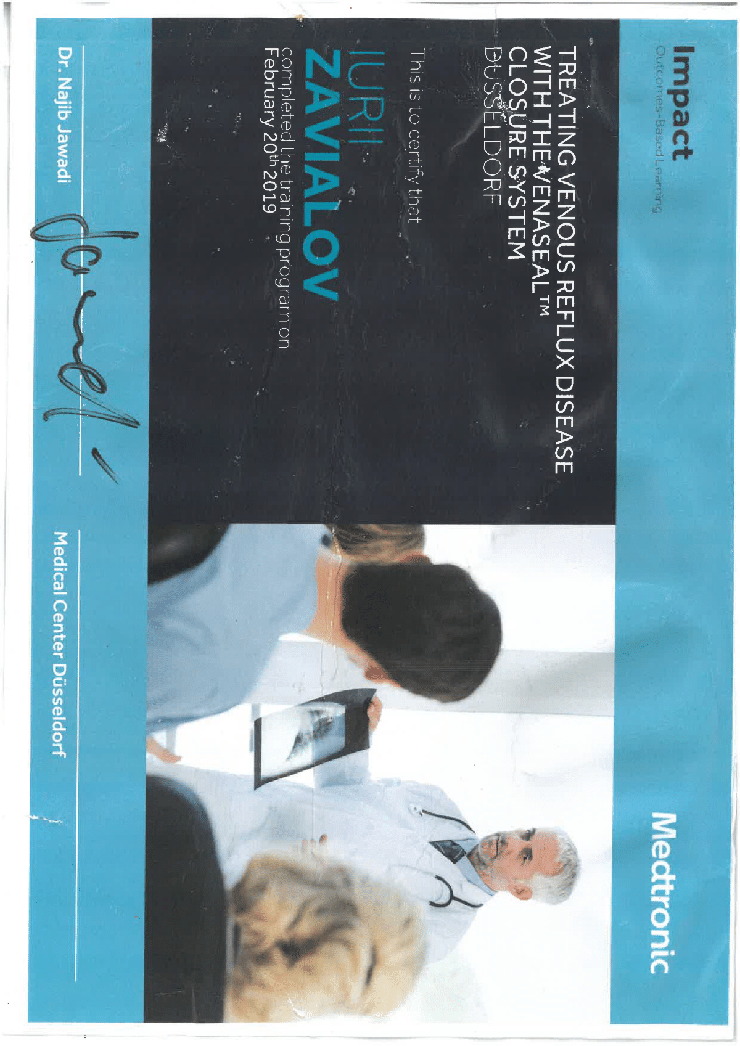 Impact
Outcomes-Based Learning
Medtronic
TREATING VENOUS REFLUX DISEASE
WITH THE VENASEAL™
CLOSURE SYSTEM
DÜSSELDORF
This is to certify that
IURII
ZAVIALOV
completed the training program on
February 20th 2019
Dr. Najib Jawadi
Medical Center Düsseldorf